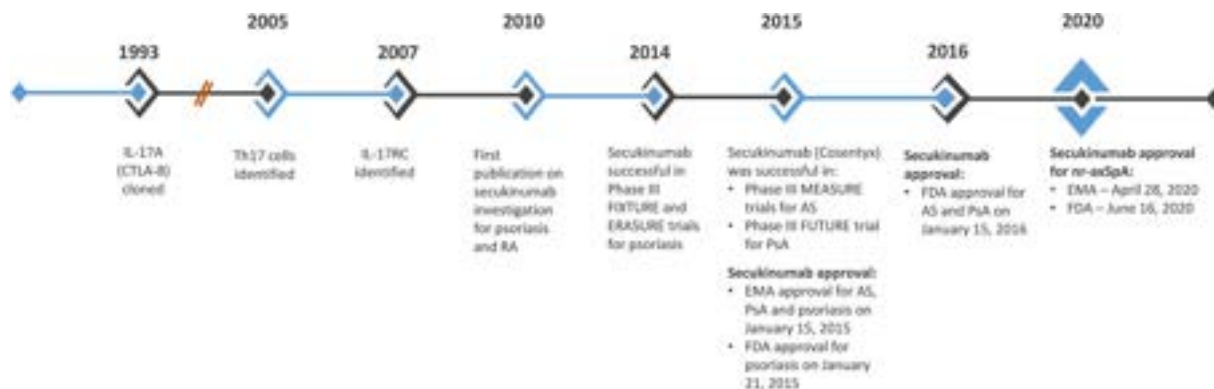 1993
2005
2007
2010
2014
2015
2016
2020
IL-17A
(CTLA-8)
cloned
Th17 cells
identified
IL-17RC
identified
First
publication on
secukinumab
investigation
for psoriasis
and RA
Secukinumab
successful in
Phase III
FIXTURE and
ERASURE trials
for psoriasis
Secukinumab (Cosentyx)
was successful in:
• Phase III MEASURE
trials for AS
• Phase III FUTURE trial
for PsA
Secukinumab approval:
• EMA approval for AS,
PsA and psoriasis on
January 15, 2015
• FDA approval for
psoriasis on January
21, 2015
Secukinumab
approval:
• FDA approval for
AS and PsA on
January 15, 2016
Secukinumab approval
for nr-axSpA:
• EMA – April 28, 2020
• FDA – June 16, 2020